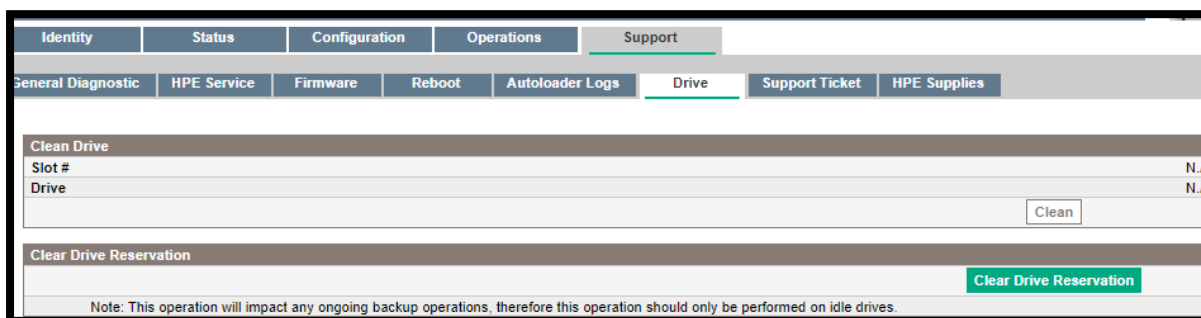 Identity Status Configuration Operations Support
General Diagnostic HPE Service Firmware Reboot Autoloader Logs Drive Support Ticket HPE Supplies
Clean Drive
Slot # N.
Drive N.
Clean
Clear Drive Reservation
Clear Drive Reservation
Note: This operation will impact any ongoing backup operations, therefore this operation should only be performed on idle drives.